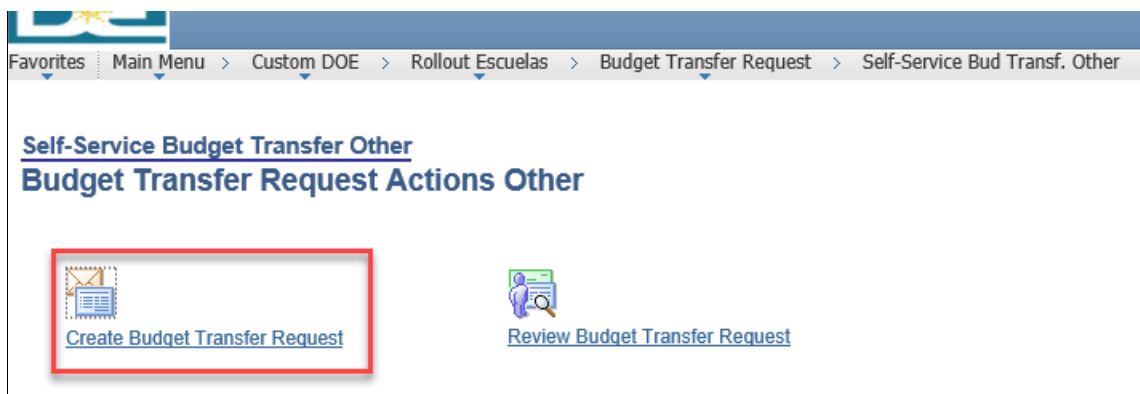 Favorites Main Menu > Custom DOE > Rollout Escuelas > Budget Transfer Request > Self-Service Bud Transf. Other
Self-Service Budget Transfer Other
Budget Transfer Request Actions Other
Create Budget Transfer Request
Review Budget Transfer Request